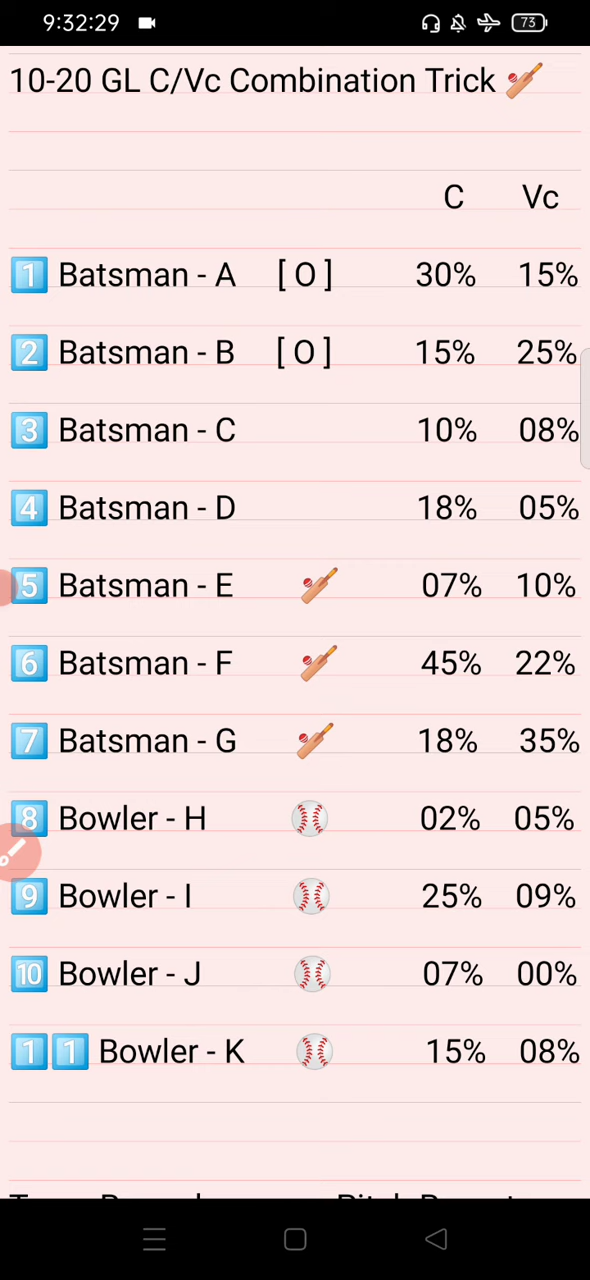 9:32:29 73
10-20 GL C/Vc Combination Trick 🏏
C Vc
1️⃣ Batsman - A [ O ] 30% 15%
2️⃣ Batsman - B [ O ] 15% 25%
3️⃣ Batsman - C 10% 08%
4️⃣ Batsman - D 18% 05%
5️⃣ Batsman - E 🏏 07% 10%
6️⃣ Batsman - F 🏏 45% 22%
7️⃣ Batsman - G 🏏 18% 35%
8️⃣ Bowler - H ⚾ 02% 05%
9️⃣ Bowler - I ⚾ 25% 09%
🔟 Bowler - J ⚾ 07% 00%
1️⃣1️⃣ Bowler - K ⚾ 15% 08%